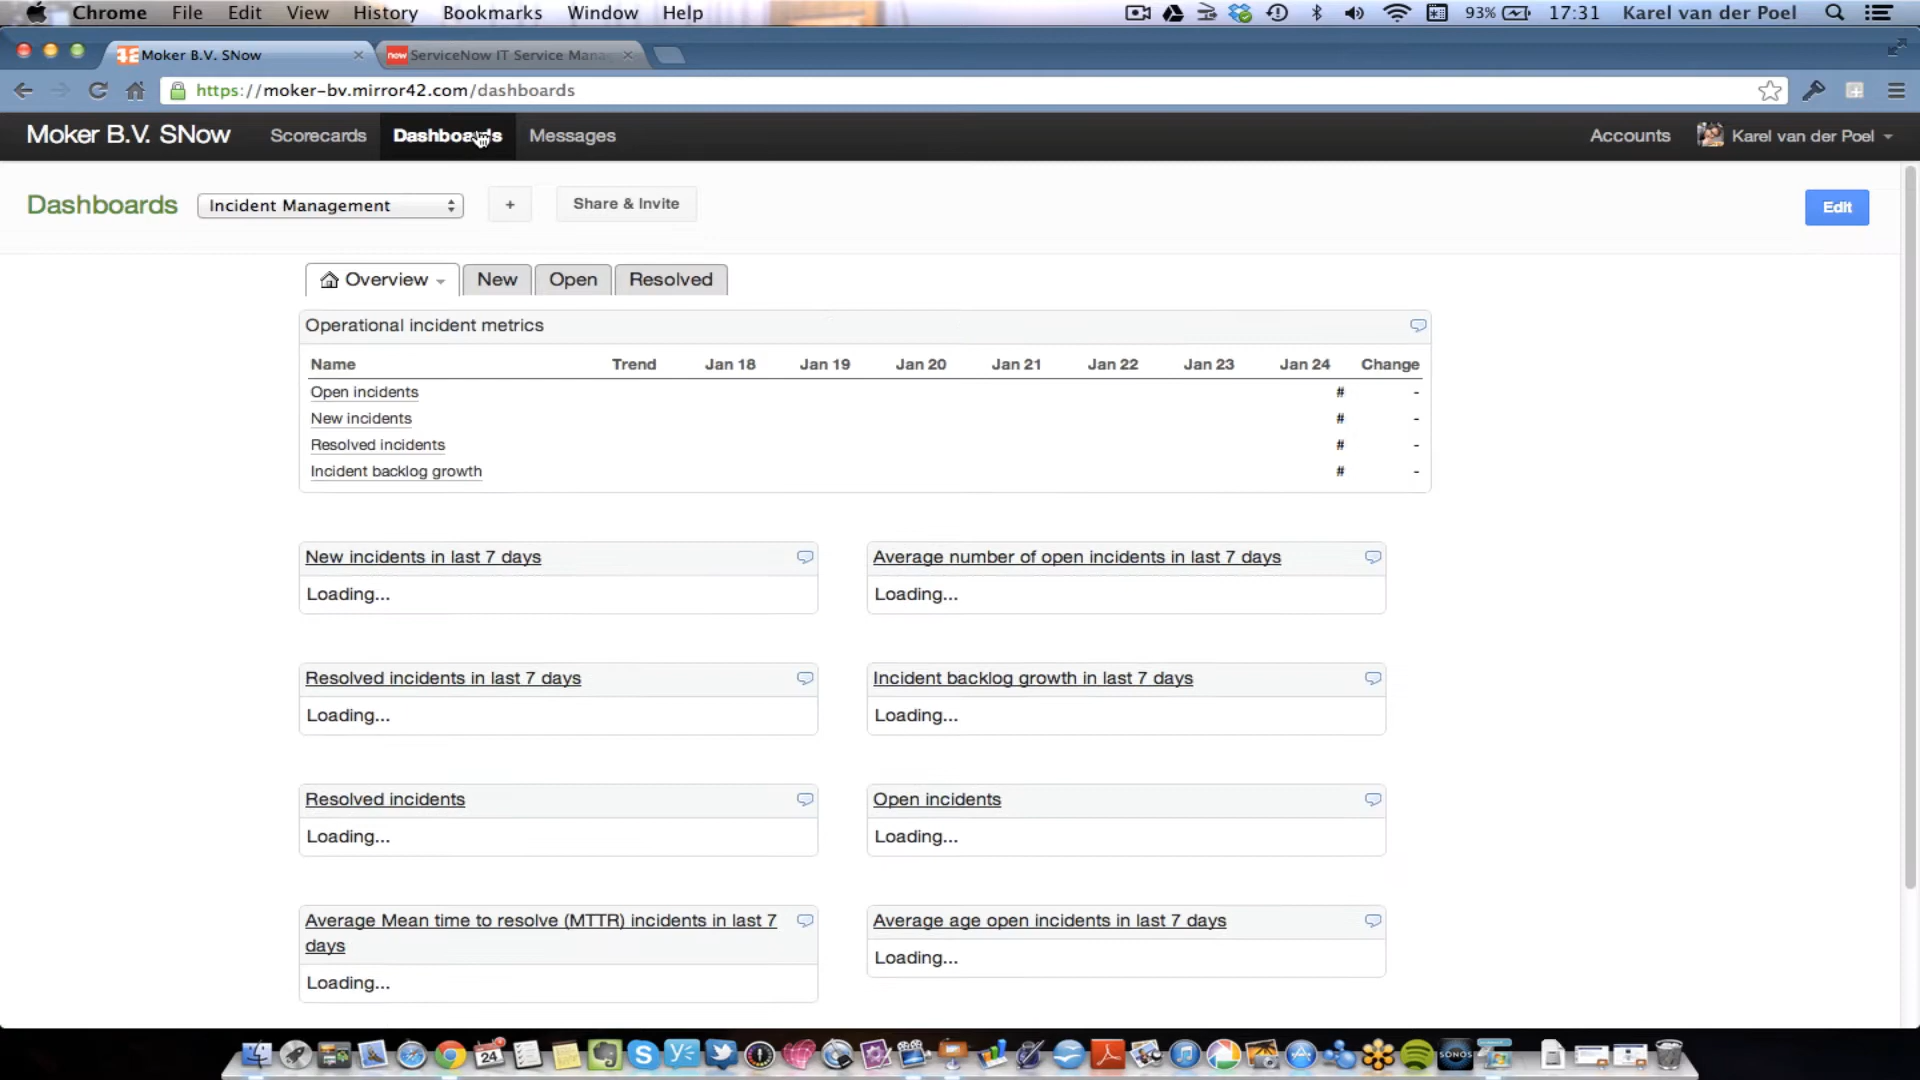 Chrome File Edit View History Bookmarks Window Help 93% 17:31 Karel van der Poel
Moker B.V. SNow ServiceNow IT Service Mana
https://moker-bv.mirror42.com/dashboards
Moker B.V. SNow Scorecards Dashboards Messages Accounts Karel van der Poel
Dashboards Incident Management + Share & Invite Edit
Overview New Open Resolved
Operational incident metrics
Name Trend Jan 18 Jan 19 Jan 20 Jan 21 Jan 22 Jan 23 Jan 24 Change
Open incidents # -
New incidents # -
Resolved incidents # -
Incident backlog growth # -
New incidents in last 7 days Average number of open incidents in last 7 days
Loading... Loading...
Resolved incidents in last 7 days Incident backlog growth in last 7 days
Loading... Loading...
Resolved incidents Open incidents
Loading... Loading...
Average Mean time to resolve (MTTR) incidents in last 7 Average age open incidents in last 7 days
days
Loading... Loading...
24
SONOS